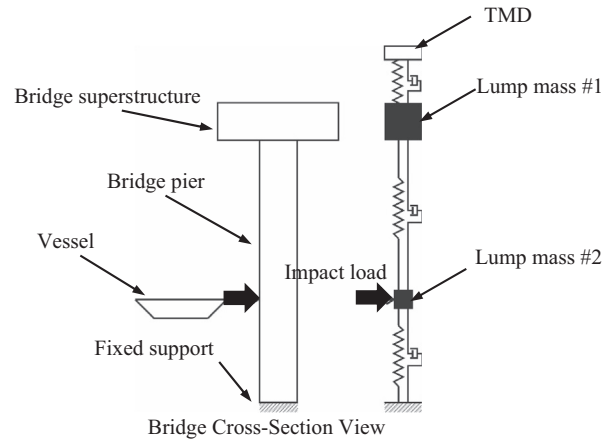 TMD
Bridge superstructure
Lump mass #1
Bridge pier
Vessel
Impact load
Lump mass #2
Fixed support
Bridge Cross-Section View